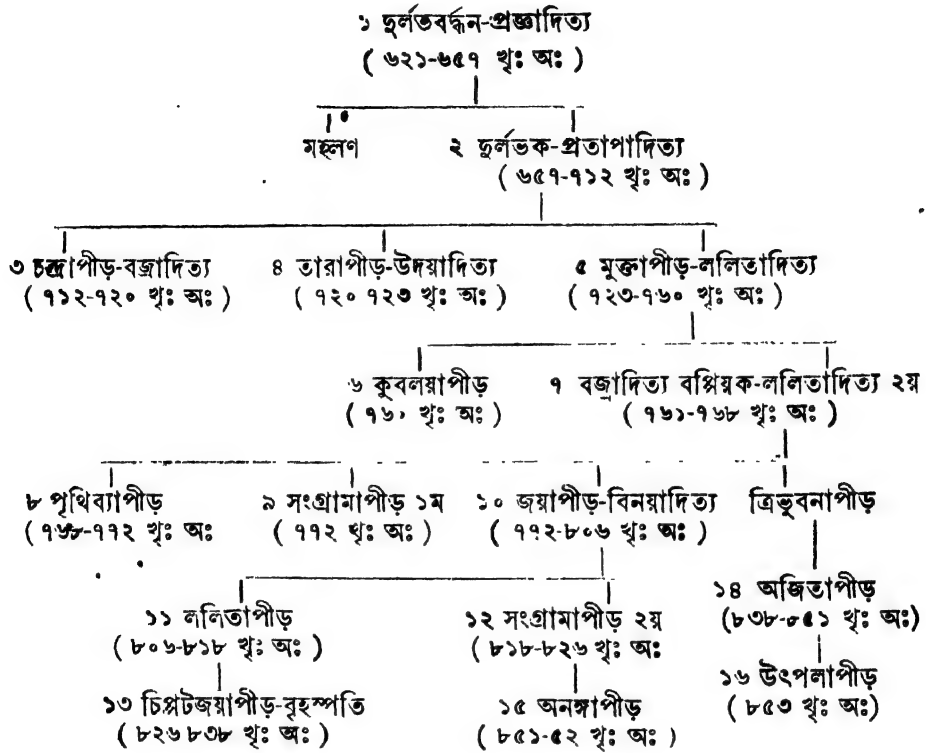 ১ দুর্লভবর্দ্ধন-প্রজ্ঞাদিত্য
( ৬২১-৬৫৭ খৃঃ অঃ )
মহ্লণ ২ দুর্লভক-প্রতাপাদিত্য
( ৬৫৭-৭১২ খৃঃ অঃ )
৩ চন্দ্রাপীড়-বজ্রাদিত্য ৪ তারাপীড়-উদয়াদিত্য ৫ মুক্তাপীড়-ললিতাদিত্য
( ৭১২-৭২০ খৃঃ অঃ ) ( ৭২০ ৭২৩ খৃঃ অঃ ) ( ৭২৩-৭৬০ খৃঃ অঃ )
৬ কুবলয়াপীড় ৭ বজ্রাদিত্য বপ্পিয়ক-ললিতাদিত্য ২য়
( ৭৬০ খৃঃ অঃ ) ( ৭৬১-৭৬৮ খৃঃ অঃ )
৮ পৃথিব্যাপীড় ৯ সংগ্রামাপীড় ১ম ১০ জয়াপীড়-বিনয়াদিত্য ত্রিভুবনাপীড়
( ৭৬৮-৭৭২ খৃঃ অঃ ( ৭৭২ খৃঃ অঃ ) ( ৭৭২-৮০৬ খৃঃ অঃ )
১১ ললিতাপীড় ১২ সংগ্রামাপীড় ২য় ১৪ অজিতাপীড়
( ৮০৬-৮১৮ খৃঃ অঃ ) ( ৮১৮-৮২৬ খৃঃ অঃ (৮৩৮-৮৫১ খৃঃ অঃ)
১৩ চিপ্পটজয়াপীড়-বৃহস্পতি ১৫ অনঙ্গাপীড় ১৬ উৎপলাপীড়
( ৮২৬ ৮৩৮ খৃঃ অঃ ) ( ৮৫১-৫২ খৃঃ অঃ ) ( ৮৫৩ খৃঃ অঃ)